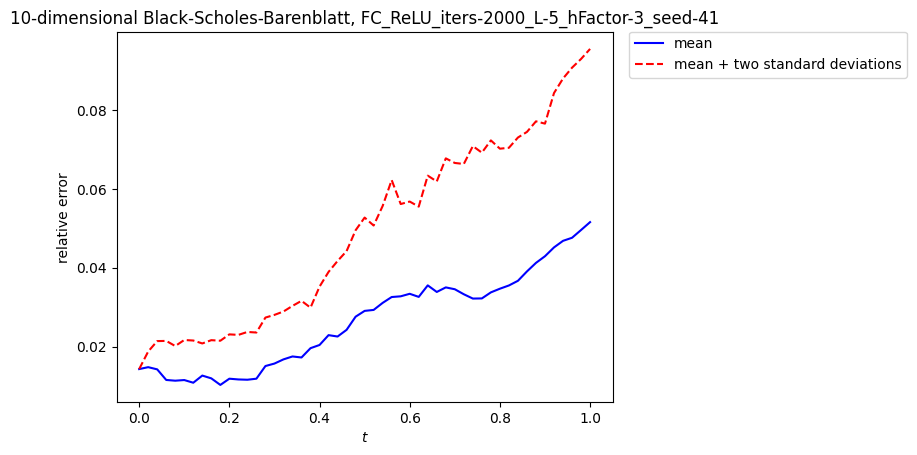 10-dimensional Black-Scholes-Barenblatt, FC_ReLU_iters-2000_L-5_hFactor-3_seed-41
mean
mean + two standard deviations
0.08
0.06
0.04
0.02
relative error
0.0 0.2 0.4 0.6 0.8 1.0
t